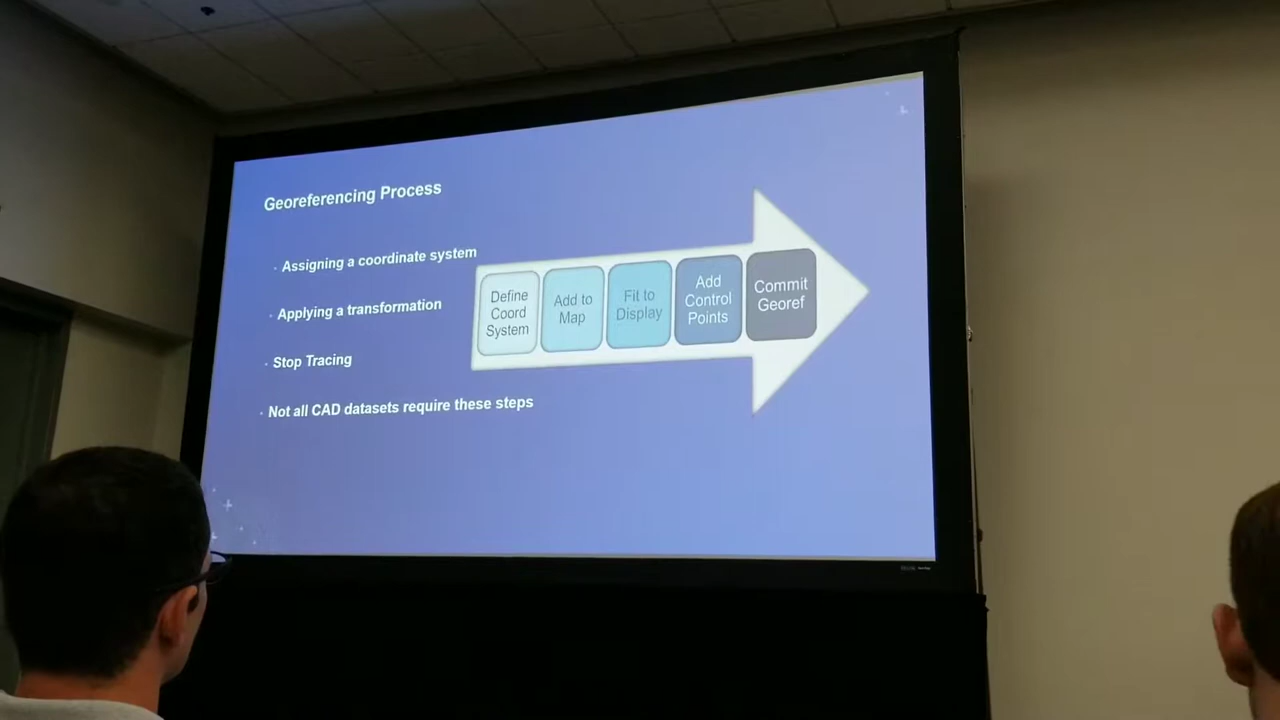 Georeferencing Process
· Assigning a coordinate system
· Applying a transformation
· Stop Tracing
· Not all CAD datasets require these steps
Define
Coord
System
Add to
Map
Fit to
Display
Add
Control
Points
Commit
Georef